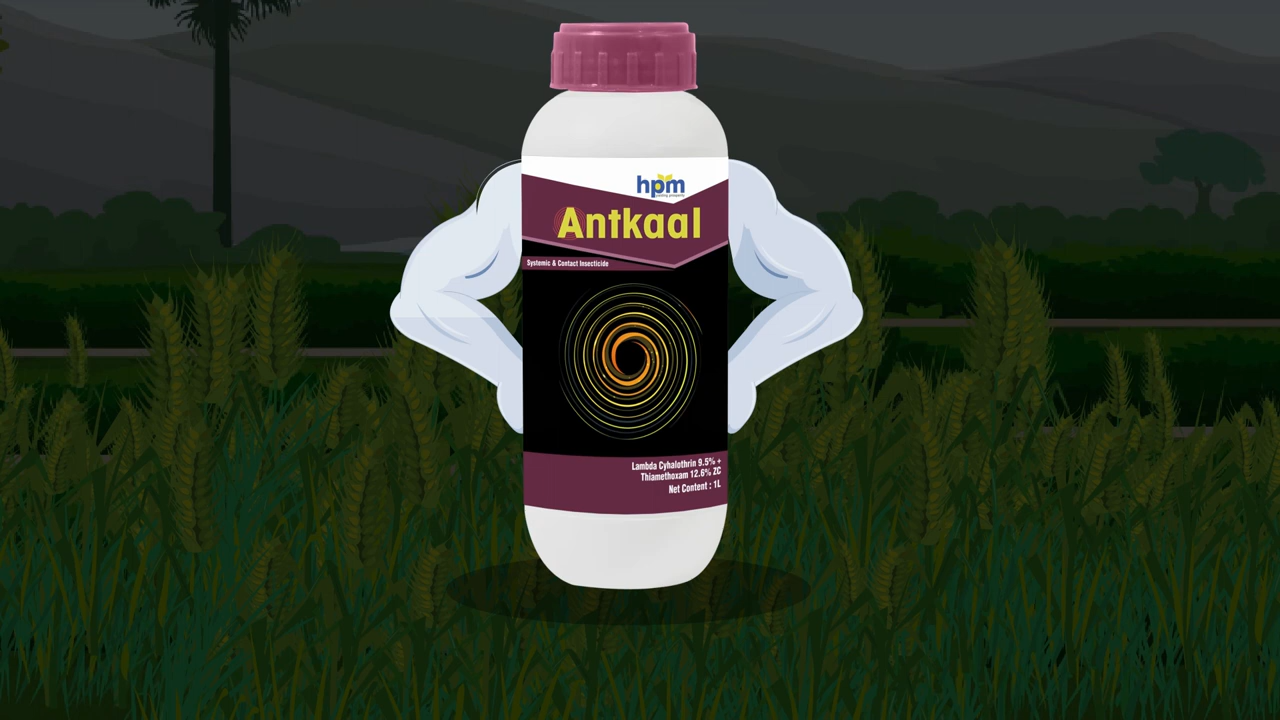 hpm
Antkaal
Systemic & Contact Insecticide
Lambda Cyhalothrin 9.5% +
Thiamethoxam 12.6% ZC
Net Content : 1L